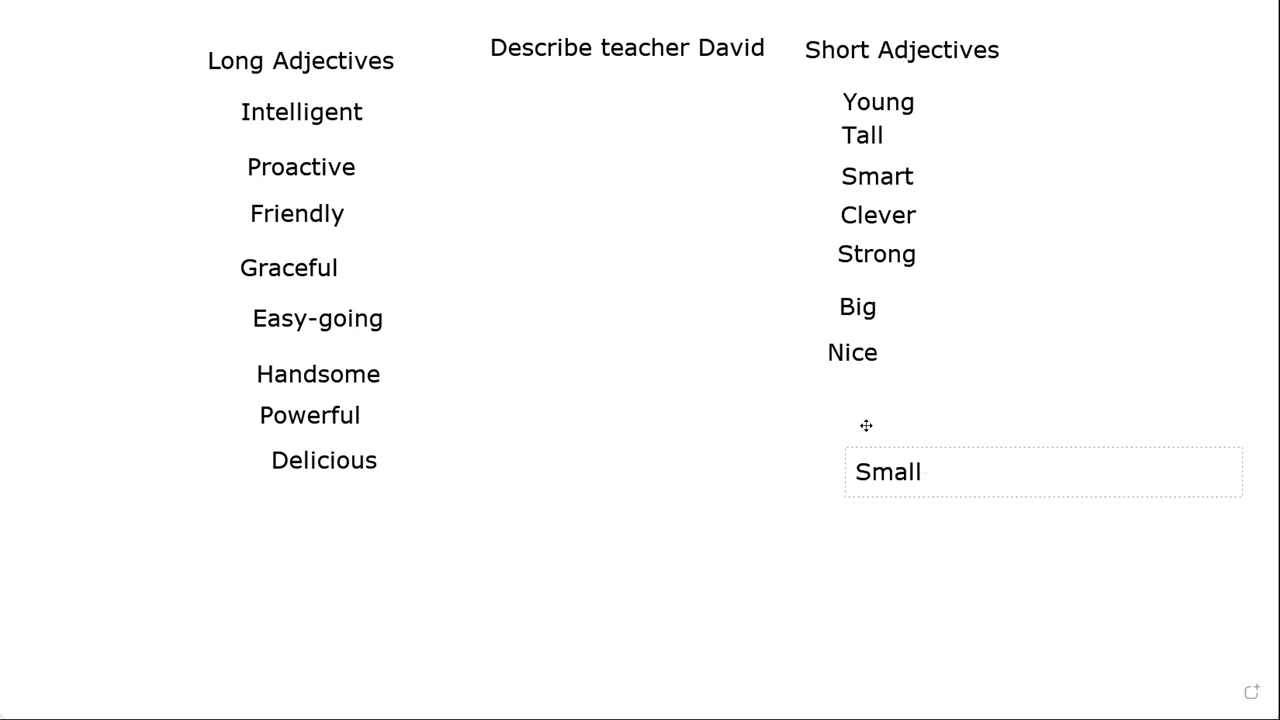 Describe teacher David
Long Adjectives
Intelligent
Proactive
Friendly
Graceful
Easy-going
Handsome
Powerful
Delicious
Short Adjectives
Young
Tall
Smart
Clever
Strong
Big
Nice
Small